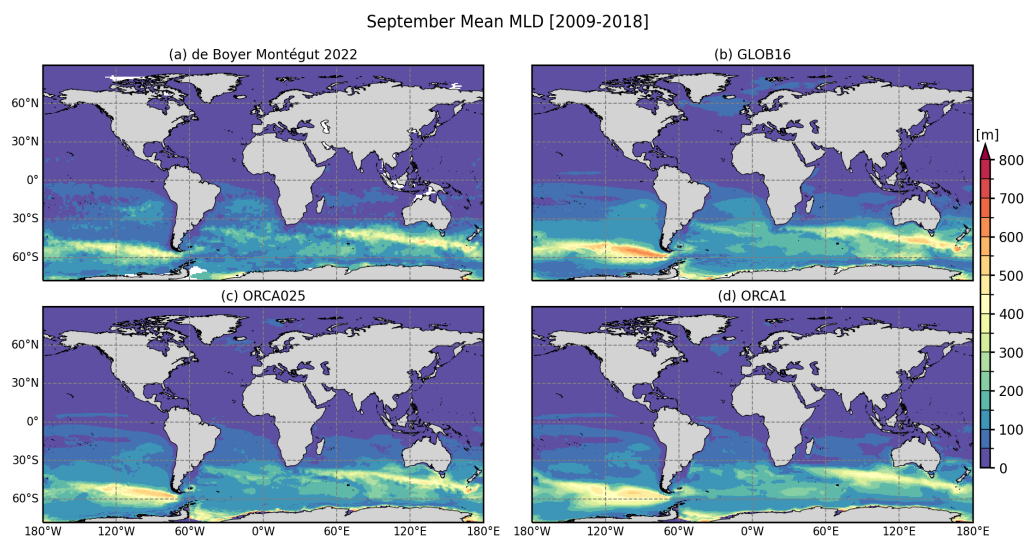 September Mean MLD [2009-2018]
(a) de Boyer Montégut 2022
(b) GLOB16
60°N
30°N
0°
30°S
60°S
[m]
800
700
600
500
400
300
200
100
0
(c) ORCA025
(d) ORCA1
60°N
30°N
0°
30°S
60°S
180°W 120°W 60°W 0°W 60°E 120°E 180°E
180°W 120°W 60°W 0°W 60°E 120°E 180°E